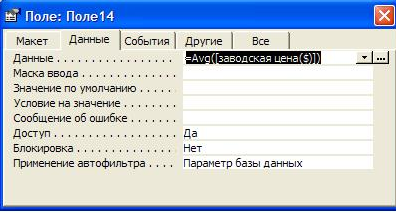 Поле: Поле14
Макет Данные События Другие Все
Данные . . . . . . . . . . . . . . . . . . =Avg([заводская цена($)])
Маска ввода . . . . . . . . . . . . . .
Значение по умолчанию . . . . .
Условие на значение . . . . . . . .
Сообщение об ошибке . . . . . . .
Доступ . . . . . . . . . . . . . . . . . . Да
Блокировка . . . . . . . . . . . . . . . Нет
Применение автофильтра . . . . Параметр базы данных